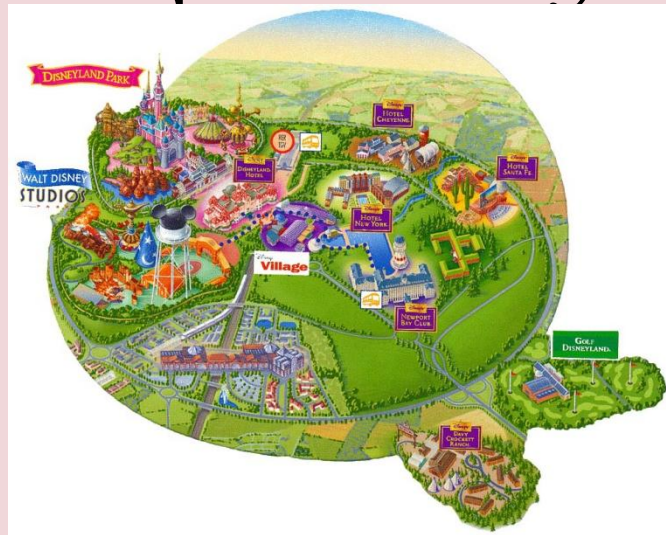 DISNEYLAND PARK
WALT DISNEY
STUDIOS
DISNEYLAND
HOTEL
HOTEL
CHEYENNE
HOTEL
SANTA FE
HOTEL
NEW YORK
Village
NEWPORT
BAY CLUB
GOLF
DISNEYLAND
DAVY
CROCKETT
RANCH